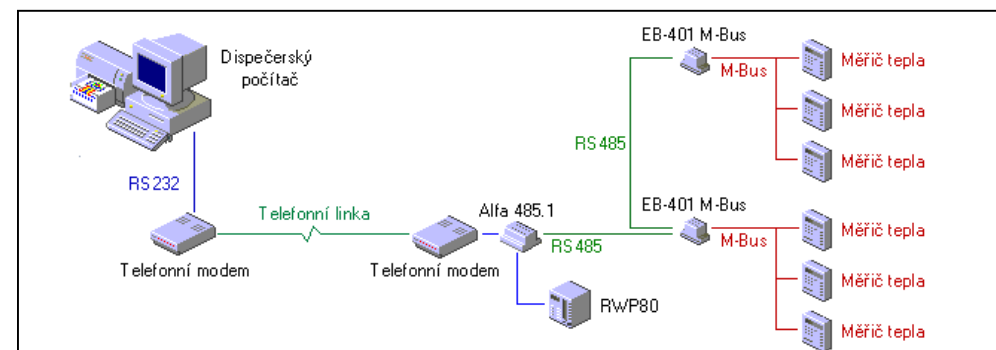 Dispečerský
počítač
RS232
Telefonní modem
Telefonní linka
Telefonní modem
Alfa 485.1
RWP80
RS485
RS485
EB-401 M-Bus
M-Bus
Měřič tepla
Měřič tepla
Měřič tepla
EB-401 M-Bus
M-Bus
Měřič tepla
Měřič tepla
Měřič tepla